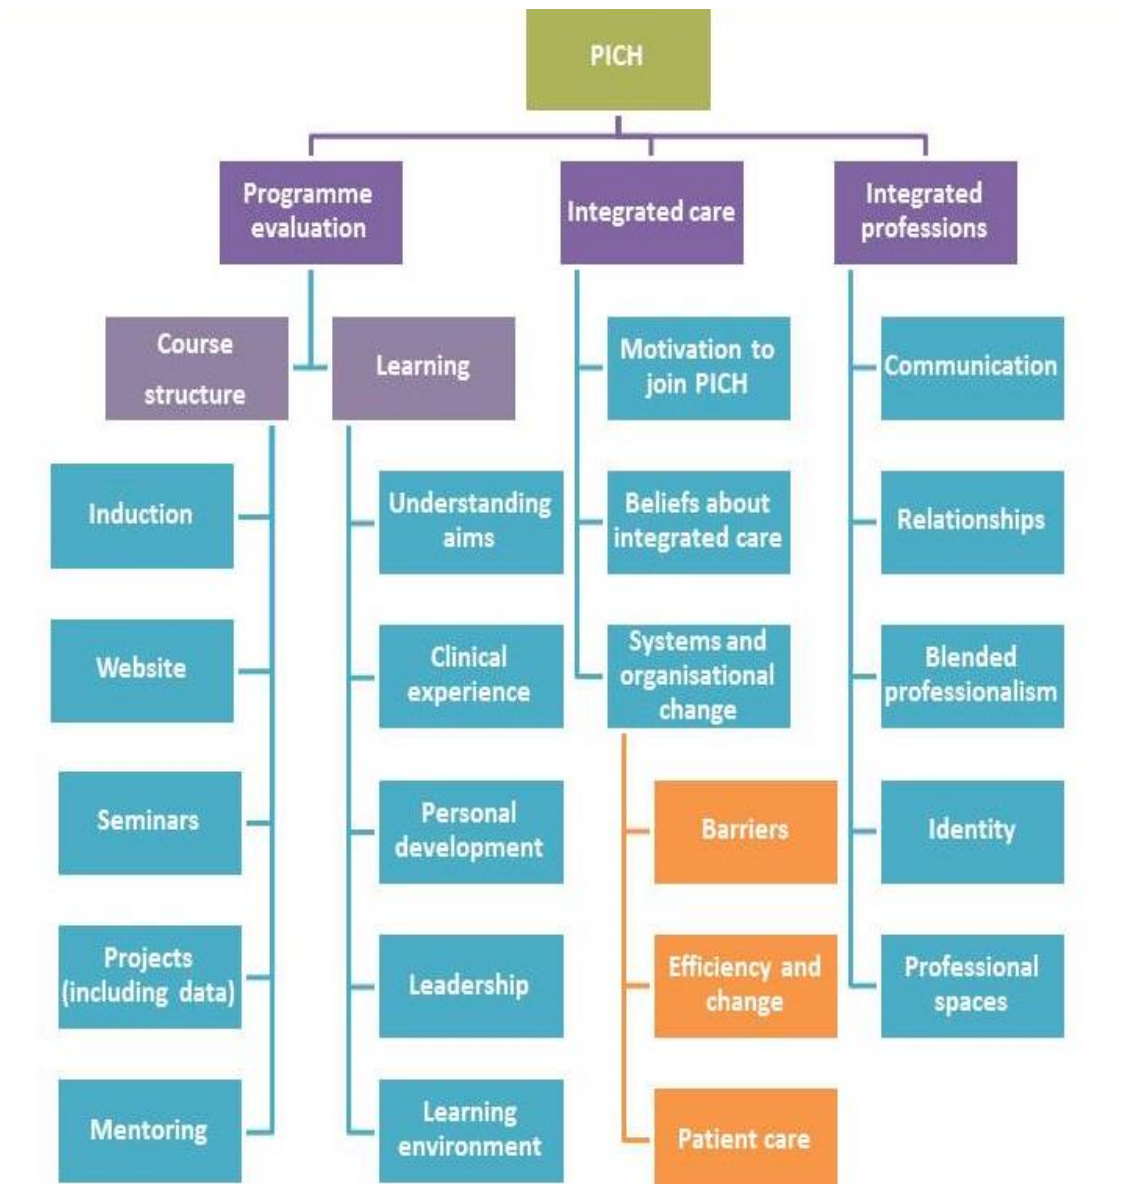 PICH
Programme
evaluation
Integrated care
Integrated
professions
Course
structure
Learning
Motivation to
join PICH
Communication
Induction
Understanding
aims
Beliefs about
integrated care
Relationships
Website
Clinical
experience
Systems and
organisational
change
Blended
professionalism
Seminars
Personal
development
Barriers
Identity
Projects
(including data)
Leadership
Efficiency and
change
Professional
spaces
Mentoring
Learning
environment
Patient care